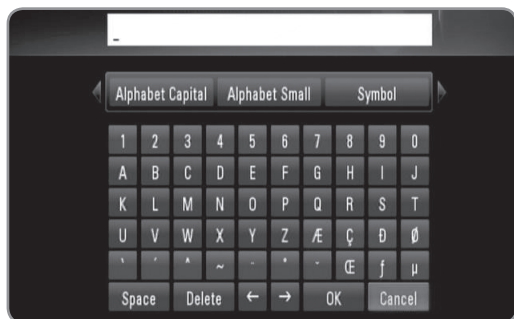 _
Alphabet Capital Alphabet Small Symbol
1 2 3 4 5 6 7 8 9 0
A B C D E F G H I J
K L M N O P Q R S T
U V W X Y Z Æ Ç Ð Ø
` ´ ^ ~ ¨ ° ˘ Œ ƒ µ
Space Delete ← → OK Cancel